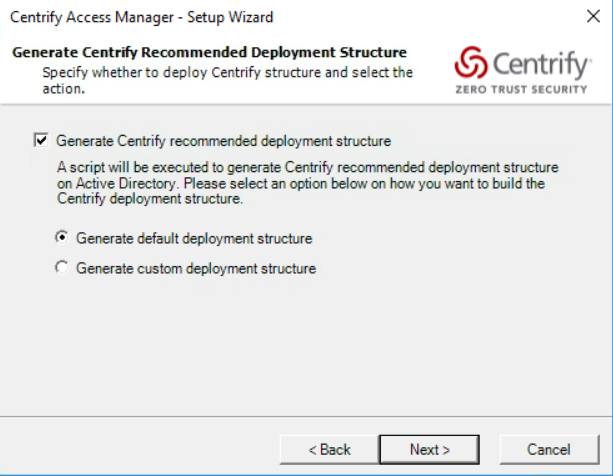 Centrify Access Manager - Setup Wizard
Generate Centrify Recommended Deployment Structure
Specify whether to deploy Centrify structure and select the
action.
Centrify
ZERO TRUST SECURITY
Generate Centrify recommended deployment structure
A script will be executed to generate Centrify recommended deployment structure
on Active Directory. Please select an option below on how you want to build the
Centrify deployment structure.
Generate default deployment structure
Generate custom deployment structure
< Back Next > Cancel